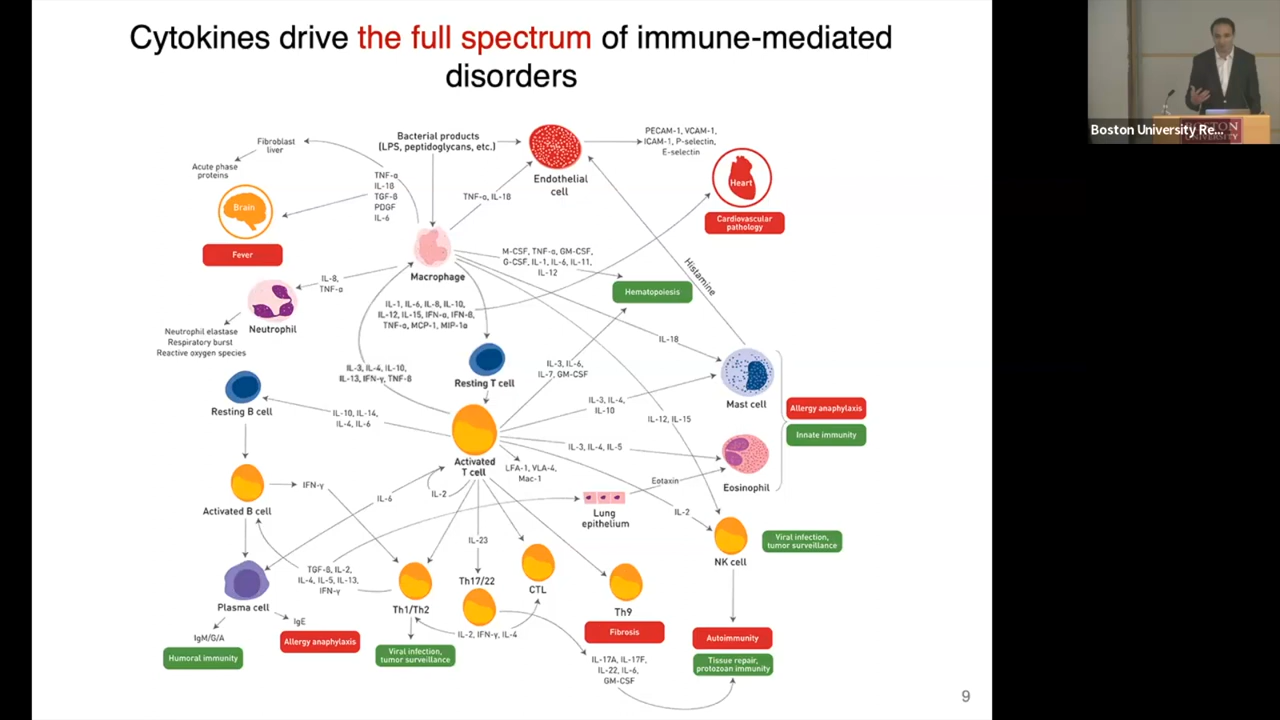 Cytokines drive the full spectrum of immune-mediated
disorders
Boston University Re...
BOSTON
UNIVERSITY
Fibroblast
liver
Acute phase
proteins
Brain
Fever
Bacterial products
(LPS, peptidoglycans, etc.)
TNF-α
IL-1ß
TGF-ß
PDGF
IL-6
TNF-α, IL-1ß
Endothelial
cell
PECAM-1, VCAM-1,
ICAM-1, P-selectin,
E-selectin
Heart
Cardiovascular
pathology
Macrophage
M-CSF, TNF-α, GM-CSF,
G-CSF, IL-1, IL-6, IL-11,
IL-12
Hematopoiesis
Histamine
IL-8,
TNF-α
Neutrophil
Neutrophil elastase
Respiratory burst
Reactive oxygen species
IL-1, IL-6, IL-8, IL-10,
IL-12, IL-15, IFN-α, IFN-ß,
TNF-α, MCP-1, MIP-1α
IL-18
IL-3, IL-4, IL-10,
IL-13, IFN-γ, TNF-ß
Resting T cell
IL-3, IL-6,
IL-7, GM-CSF
Mast cell
Allergy anaphylaxis
Innate immunity
Resting B cell
IL-10, IL-14,
IL-4, IL-6
IL-3, IL-4,
IL-10
IL-12, IL-15
Activated
T cell
IL-3, IL-4, IL-5
LFA-1, VLA-4,
Mac-1
Eosinophil
Eotaxin
IL-2
Lung
epithelium
IL-2
Activated B cell
IFN-γ
IL-6
IL-23
NK cell
Viral infection,
tumor surveillance
Plasma cell
TGF-ß, IL-2,
IL-4, IL-5, IL-13,
IFN-γ
Th1/Th2
Th17/22
CTL
Th9
Fibrosis
IgM/G/A
Humoral immunity
IgE
Allergy anaphylaxis
Viral infection,
tumor surveillance
IL-2, IFN-γ, IL-4
IL-17A, IL-17F,
IL-22, IL-6,
GM-CSF
Autoimmunity
Tissue repair,
protozoan immunity
9